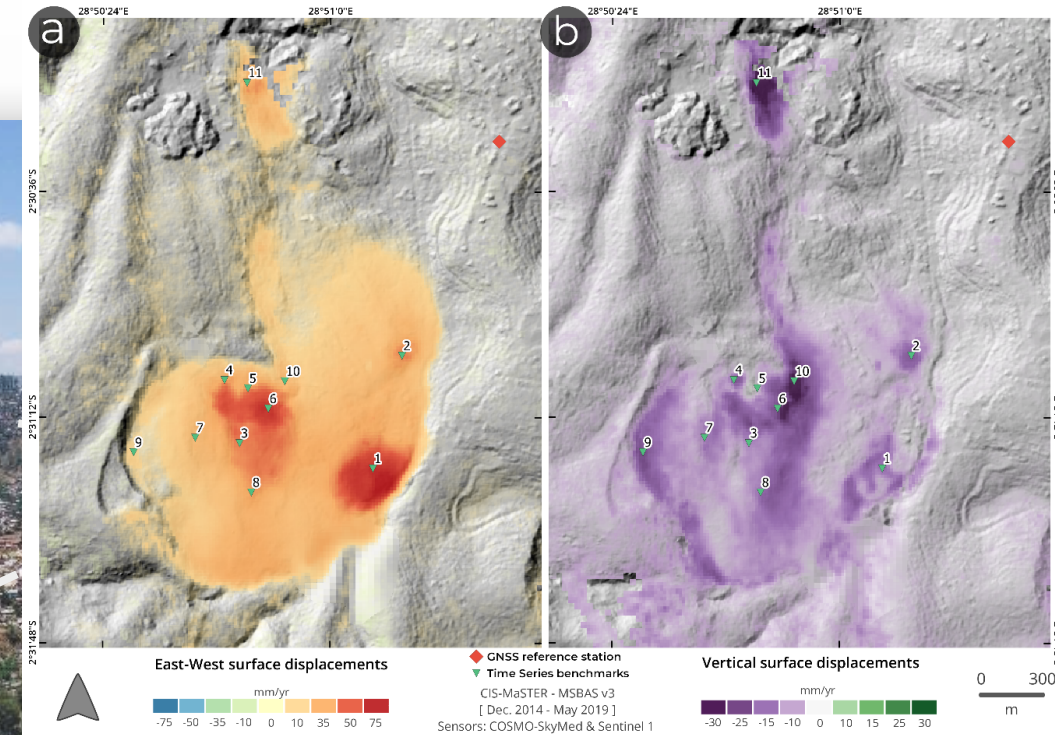 a
b
28°50'24"E
28°51'0"E
28°50'24"E
28°51'0"E
2°30'36"S
2°31'12"S
2°31'48"S
11
2
4
5
10
6
7
3
9
1
8
11
2
4
5
10
6
7
3
9
1
8
East-West surface displacements
mm/yr
-75 -50 -35 -10 0 10 35 50 75
GNSS reference station
Time Series benchmarks
CIS-MaSTER - MSBAS v3
[ Dec. 2014 - May 2019 ]
Sensors: COSMO-SkyMed & Sentinel 1
Vertical surface displacements
mm/yr
-30 -25 -15 -10 0 10 15 25 30
0 300
m